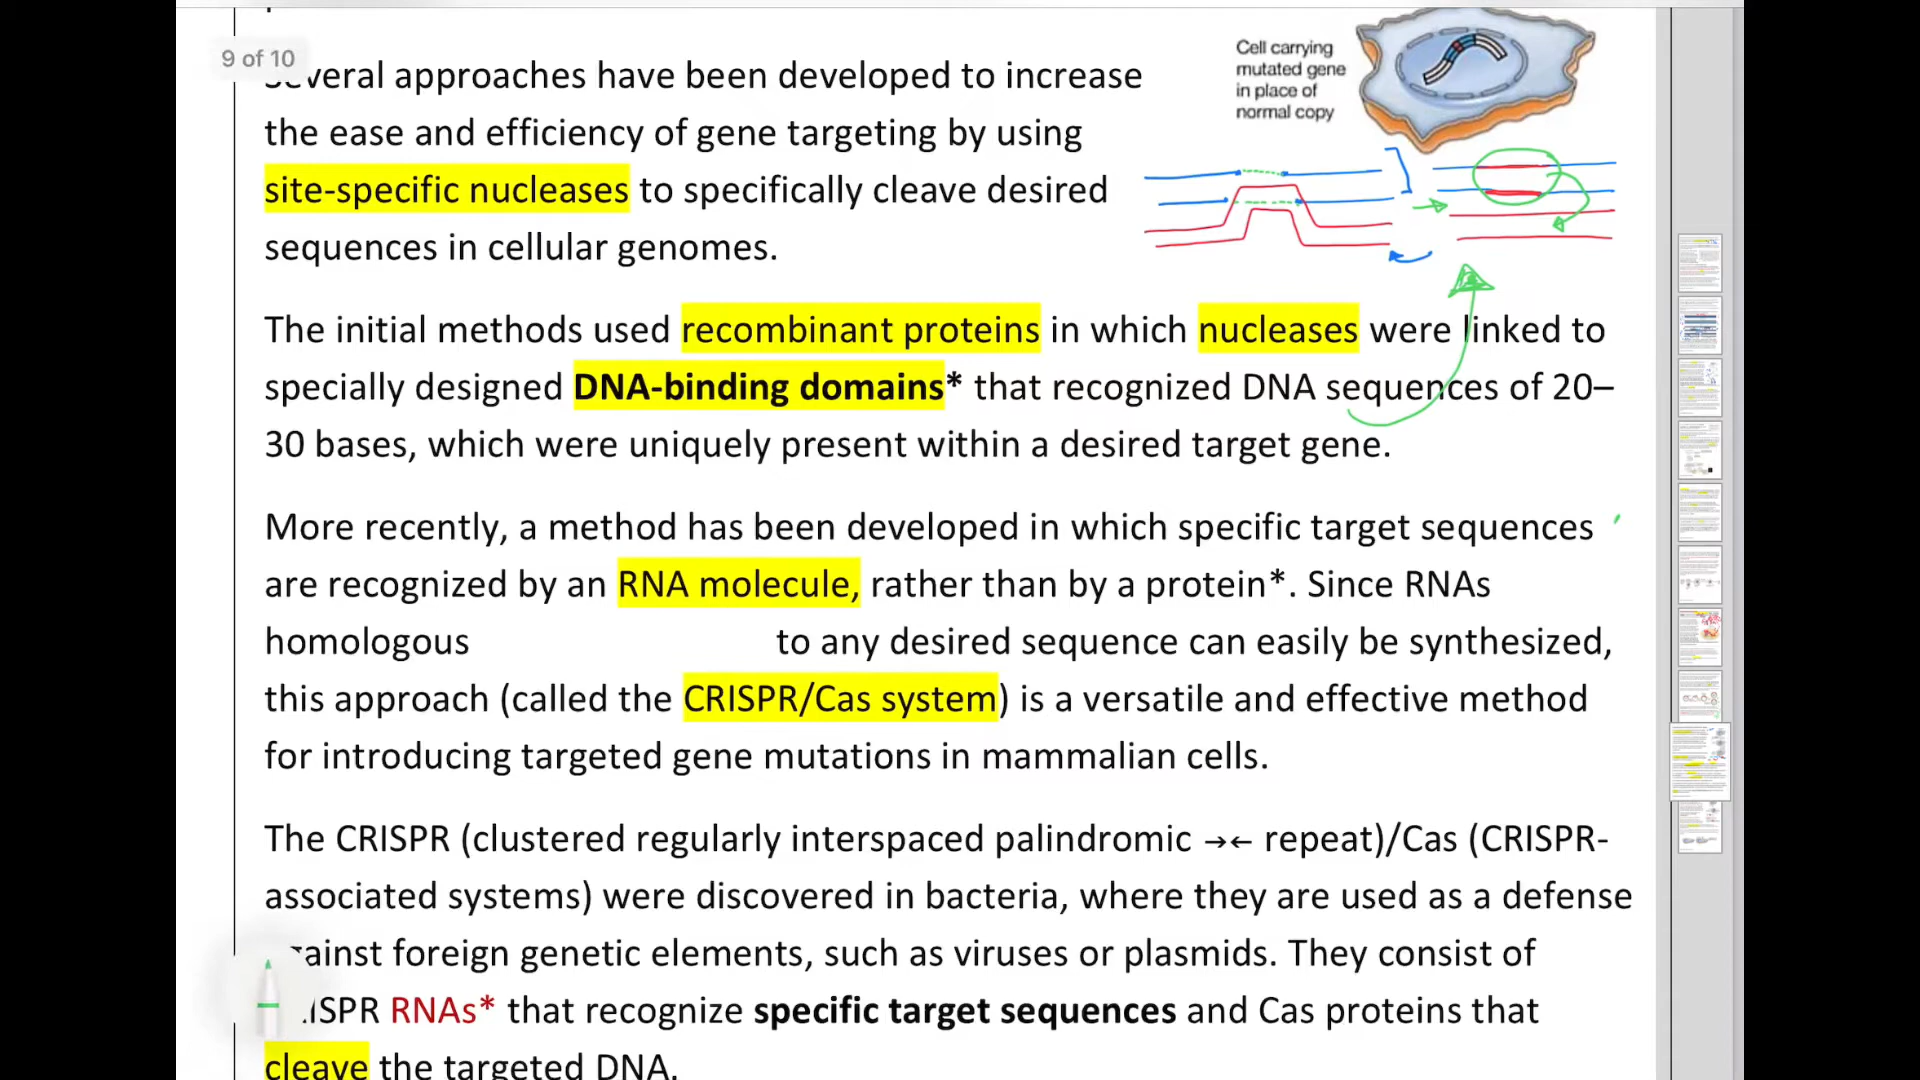 9 of 10
Several approaches have been developed to increase
the ease and efficiency of gene targeting by using
site-specific nucleases to specifically cleave desired
sequences in cellular genomes.
Cell carrying
mutated gene
in place of
normal copy
The initial methods used recombinant proteins in which nucleases were linked to
specially designed DNA-binding domains* that recognized DNA sequences of 20–
30 bases, which were uniquely present within a desired target gene.
More recently, a method has been developed in which specific target sequences
are recognized by an RNA molecule, rather than by a protein*. Since RNAs
homologous to any desired sequence can easily be synthesized,
this approach (called the CRISPR/Cas system) is a versatile and effective method
for introducing targeted gene mutations in mammalian cells.
The CRISPR (clustered regularly interspaced palindromic →← repeat)/Cas (CRISPR-
associated systems) were discovered in bacteria, where they are used as a defense
against foreign genetic elements, such as viruses or plasmids. They consist of
CRISPR RNAs* that recognize specific target sequences and Cas proteins that
cleave the targeted DNA.